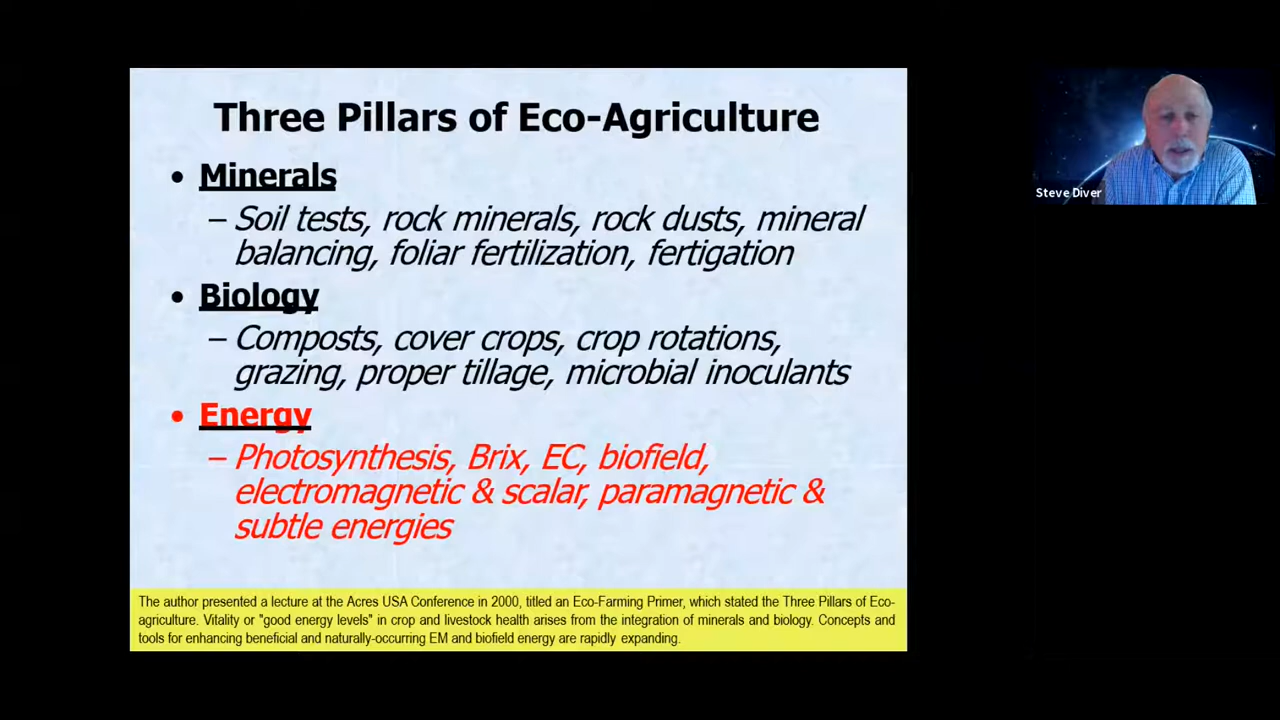 Three Pillars of Eco-Agriculture
• Minerals
– Soil tests, rock minerals, rock dusts, mineral
balancing, foliar fertilization, fertigation
• Biology
– Composts, cover crops, crop rotations,
grazing, proper tillage, microbial inoculants
• Energy
– Photosynthesis, Brix, EC, biofield,
electromagnetic & scalar, paramagnetic &
subtle energies
The author presented a lecture at the Acres USA Conference in 2000, titled an Eco-Farming Primer, which stated the Three Pillars of Eco-
agriculture. Vitality or "good energy levels" in crop and livestock health arises from the integration of minerals and biology. Concepts and
tools for enhancing beneficial and naturally-occurring EM and biofield energy are rapidly expanding.
Steve Diver